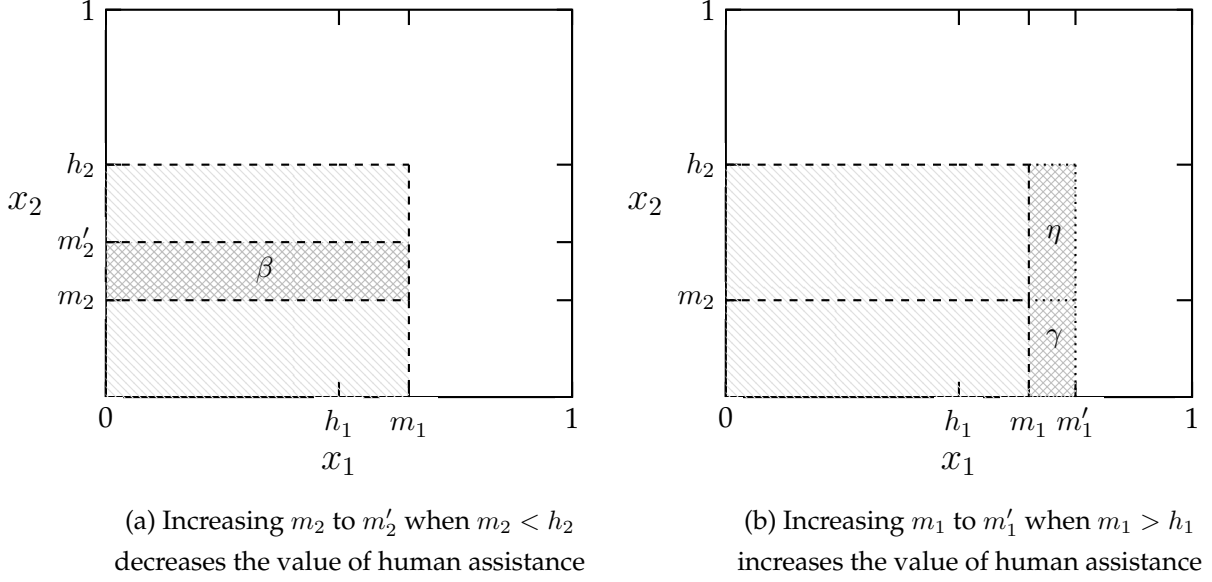 1
h₂
x₂
m′₂
β
m₂
0
h₁
m₁
1
x₁
(a) Increasing m₂ to m′₂ when m₂ < h₂
decreases the value of human assistance
1
h₂
x₂
η
m₂
γ
0
h₁
m₁
m′₁
1
x₁
(b) Increasing m₁ to m′₁ when m₁ > h₁
increases the value of human assistance